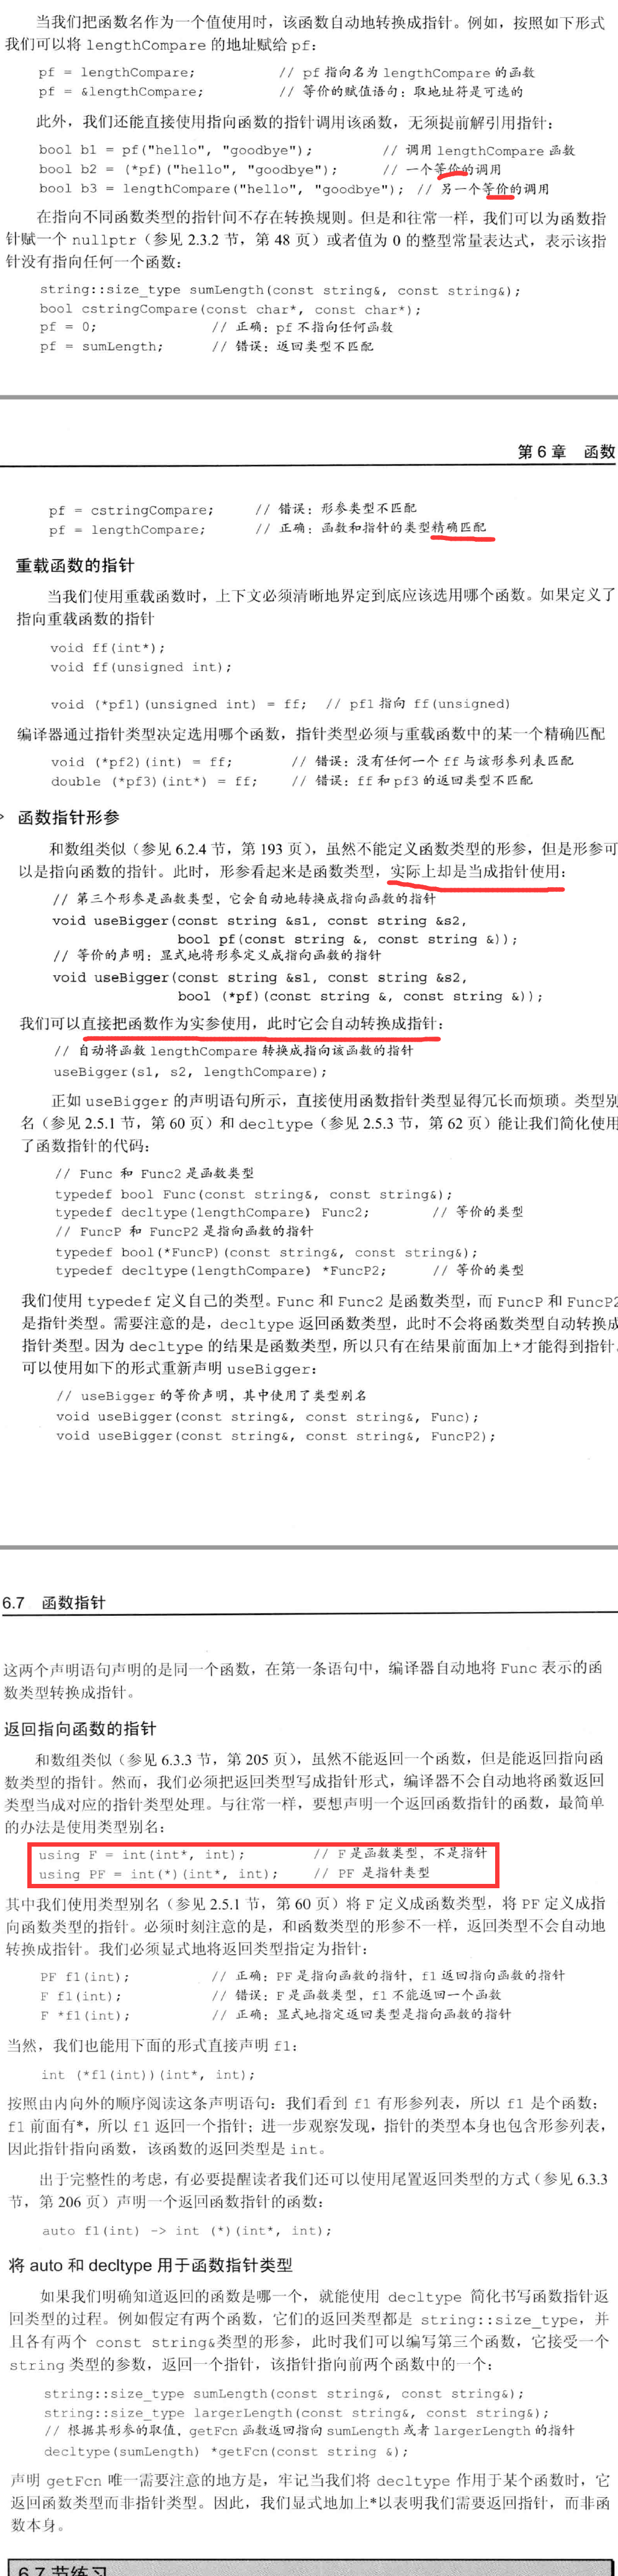 当我们把函数名作为一个值使用时，该函数自动地转换成指针。例如，按照如下形式
我们可以将 lengthCompare 的地址赋给 pf：
pf = lengthCompare; // pf 指向名为 lengthCompare 的函数
pf = &lengthCompare; // 等价的赋值语句：取地址符是可选的
此外，我们还能直接使用指向函数的指针调用该函数，无须提前解引用指针：
bool b1 = pf("hello", "goodbye"); // 调用 lengthCompare 函数
bool b2 = (*pf)("hello", "goodbye"); // 一个等价的调用
bool b3 = lengthCompare("hello", "goodbye"); // 另一个等价的调用
在指向不同函数类型的指针间不存在转换规则。但是和往常一样，我们可以为函数指
针赋一个 nullptr（参见 2.3.2 节，第 48 页）或者值为 0 的整型常量表达式，表示该指
针没有指向任何一个函数：
string::size_type sumLength(const string&, const string&);
bool cstringCompare(const char*, const char*);
pf = 0; // 正确：pf 不指向任何函数
pf = sumLength; // 错误：返回类型不匹配
第 6 章 函数
pf = cstringCompare; // 错误：形参类型不匹配
pf = lengthCompare; // 正确：函数和指针的类型精确匹配
重载函数的指针
当我们使用重载函数时，上下文必须清晰地界定到底应该选用哪个函数。如果定义了
指向重载函数的指针
void ff(int*);
void ff(unsigned int);
void (*pf1)(unsigned int) = ff; // pf1 指向 ff(unsigned)
编译器通过指针类型决定选用哪个函数，指针类型必须与重载函数中的某一个精确匹配
void (*pf2)(int) = ff; // 错误：没有任何一个 ff 与该形参列表匹配
double (*pf3)(int*) = ff; // 错误：ff 和 pf3 的返回类型不匹配
函数指针形参
和数组类似（参见 6.2.4 节，第 193 页），虽然不能定义函数类型的形参，但是形参可
以是指向函数的指针。此时，形参看起来是函数类型，实际上却是当成指针使用：
// 第三个形参是函数类型，它会自动地转换成指向函数的指针
void useBigger(const string &s1, const string &s2,
bool pf(const string &, const string &));
// 等价的声明：显式地将形参定义成指向函数的指针
void useBigger(const string &s1, const string &s2,
bool (*pf)(const string &, const string &));
我们可以直接把函数作为实参使用，此时它会自动转换成指针：
// 自动将函数 lengthCompare 转换成指向该函数的指针
useBigger(s1, s2, lengthCompare);
正如 useBigger 的声明语句所示，直接使用函数指针类型显得冗长而烦琐。类型别
名（参见 2.5.1 节，第 60 页）和 decltype（参见 2.5.3 节，第 62 页）能让我们简化使用
了函数指针的代码：
// Func 和 Func2 是函数类型
typedef bool Func(const string&, const string&);
typedef decltype(lengthCompare) Func2; // 等价的类型
// FuncP 和 FuncP2 是指向函数的指针
typedef bool(*FuncP)(const string&, const string&);
typedef decltype(lengthCompare) *FuncP2; // 等价的类型
我们使用 typedef 定义自己的类型。Func 和 Func2 是函数类型，而 FuncP 和 FuncP2
是指针类型。需要注意的是，decltype 返回函数类型，此时不会将函数类型自动转换成
指针类型。因为 decltype 的结果是函数类型，所以只有在结果前面加上*才能得到指针。
可以使用如下的形式重新声明 useBigger：
// useBigger 的等价声明，其中使用了类型别名
void useBigger(const string&, const string&, Func);
void useBigger(const string&, const string&, FuncP2);
6.7 函数指针
这两个声明语句声明的是同一个函数，在第一条语句中，编译器自动地将 Func 表示的函
数类型转换成指针。
返回指向函数的指针
和数组类似（参见 6.3.3 节，第 205 页），虽然不能返回一个函数，但是能返回指向函
数类型的指针。然而，我们必须把返回类型写成指针形式，编译器不会自动地将函数返回
类型当成对应的指针类型处理。与往常一样，要想声明一个返回函数指针的函数，最简单
的办法是使用类型别名：
using F = int(int*, int); // F 是函数类型，不是指针
using PF = int(*)(int*, int); // PF 是指针类型
其中我们使用类型别名（参见 2.5.1 节，第 60 页）将 F 定义成函数类型，将 PF 定义成指
向函数类型的指针。必须时刻注意的是，和函数类型的形参不一样，返回类型不会自动地
转换成指针。我们必须显式地将返回类型指定为指针：
PF f1(int); // 正确：PF 是指向函数的指针，f1 返回指向函数的指针
F f1(int); // 错误：F 是函数类型，f1 不能返回一个函数
F *f1(int); // 正确：显式地指定返回类型是指向函数的指针
当然，我们也能用下面的形式直接声明 f1：
int (*f1(int))(int*, int);
按照由内向外的顺序阅读这条声明语句：我们看到 f1 有形参列表，所以 f1 是个函数；
f1 前面有*，所以 f1 返回一个指针；进一步观察发现，指针的类型本身也包含形参列表，
因此指针指向函数，该函数的返回类型是 int。
出于完整性的考虑，有必要提醒读者我们还可以使用尾置返回类型的方式（参见 6.3.3
节，第 206 页）声明一个返回函数指针的函数：
auto f1(int) -> int (*)(int*, int);
将 auto 和 decltype 用于函数指针类型
如果我们明确知道返回的函数是哪一个，就能使用 decltype 简化书写函数指针返
回类型的过程。例如假定有两个函数，它们的返回类型都是 string::size_type，并
且各有两个 const string&类型的形参，此时我们可以编写第三个函数，它接受一个
string 类型的参数，返回一个指针，该指针指向前两个函数中的一个：
string::size_type sumLength(const string&, const string&);
string::size_type largerLength(const string&, const string&);
// 根据其形参的取值，getFcn 函数返回指向 sumLength 或者 largerLength 的指针
decltype(sumLength) *getFcn(const string &);
声明 getFcn 唯一需要注意的地方是，牢记当我们将 decltype 作用于某个函数时，它
返回函数类型而非指针类型。因此，我们显式地加上*以表明我们需要返回指针，而非函
数本身。
6.7 节练习